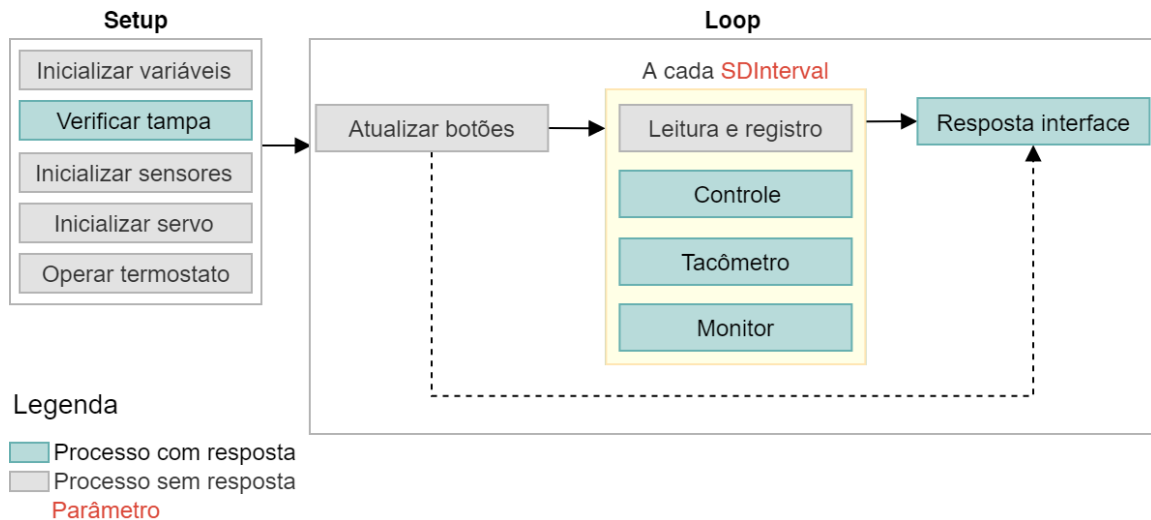 Setup
Inicializar variáveis
Verificar tampa
Inicializar sensores
Inicializar servo
Operar termostato
Loop
A cada SDInterval
Atualizar botões
Leitura e registro
Controle
Tacômetro
Monitor
Resposta interface
Legenda
Processo com resposta
Processo sem resposta
Parâmetro